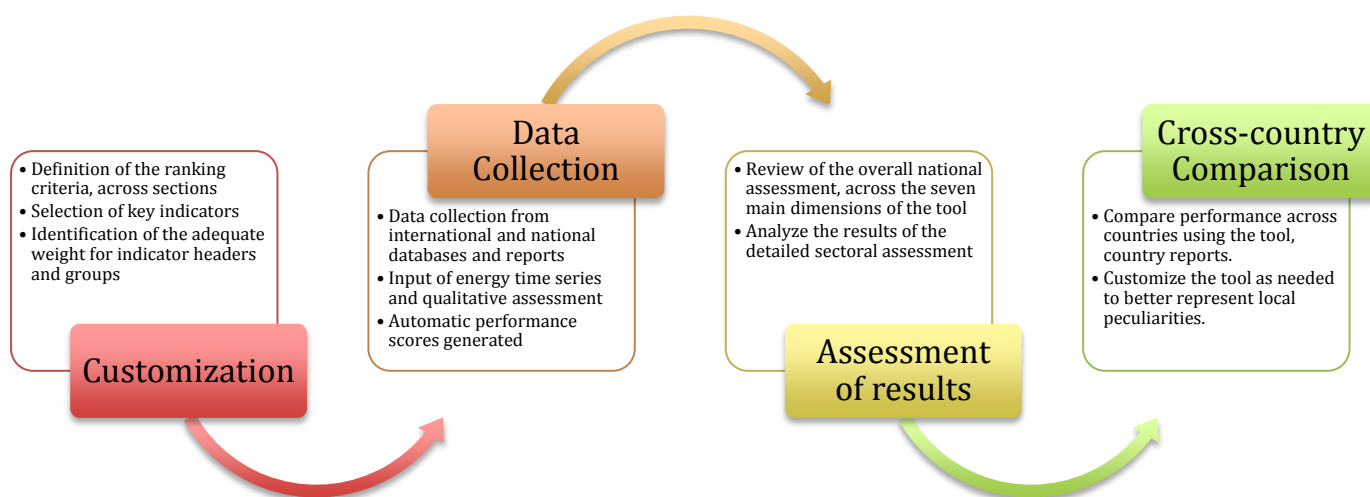 • Definition of the ranking
criteria, across sections
• Selection of key indicators
• Identification of the adequate
weight for indicator headers
and groups
Customization
Data
Collection
• Data collection from
international and national
databases and reports
• Input of energy time series
and qualitative assessment
• Automatic performance
scores generated
• Review of the overall national
assessment, across the seven
main dimensions of the tool
• Analyze the results of the
detailed sectoral assessment
Assessment
of results
Cross-country
Comparison
• Compare performance across
countries using the tool,
country reports.
• Customize the tool as needed
to better represent local
peculiarities.